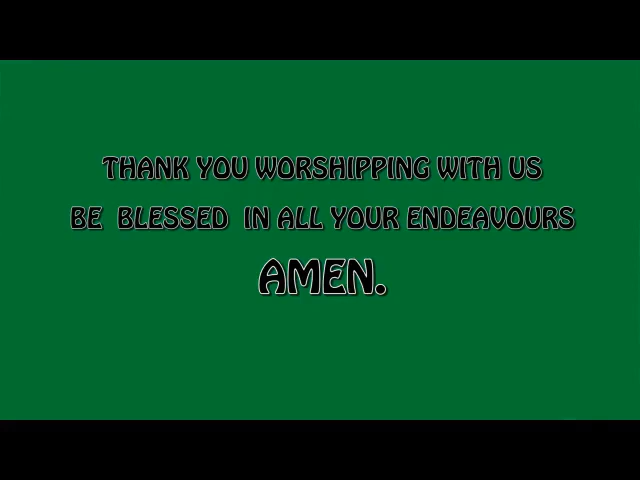 THANK YOU WORSHIPPING WITH US
BE BLESSED IN ALL YOUR ENDEAVOURS
AMEN.